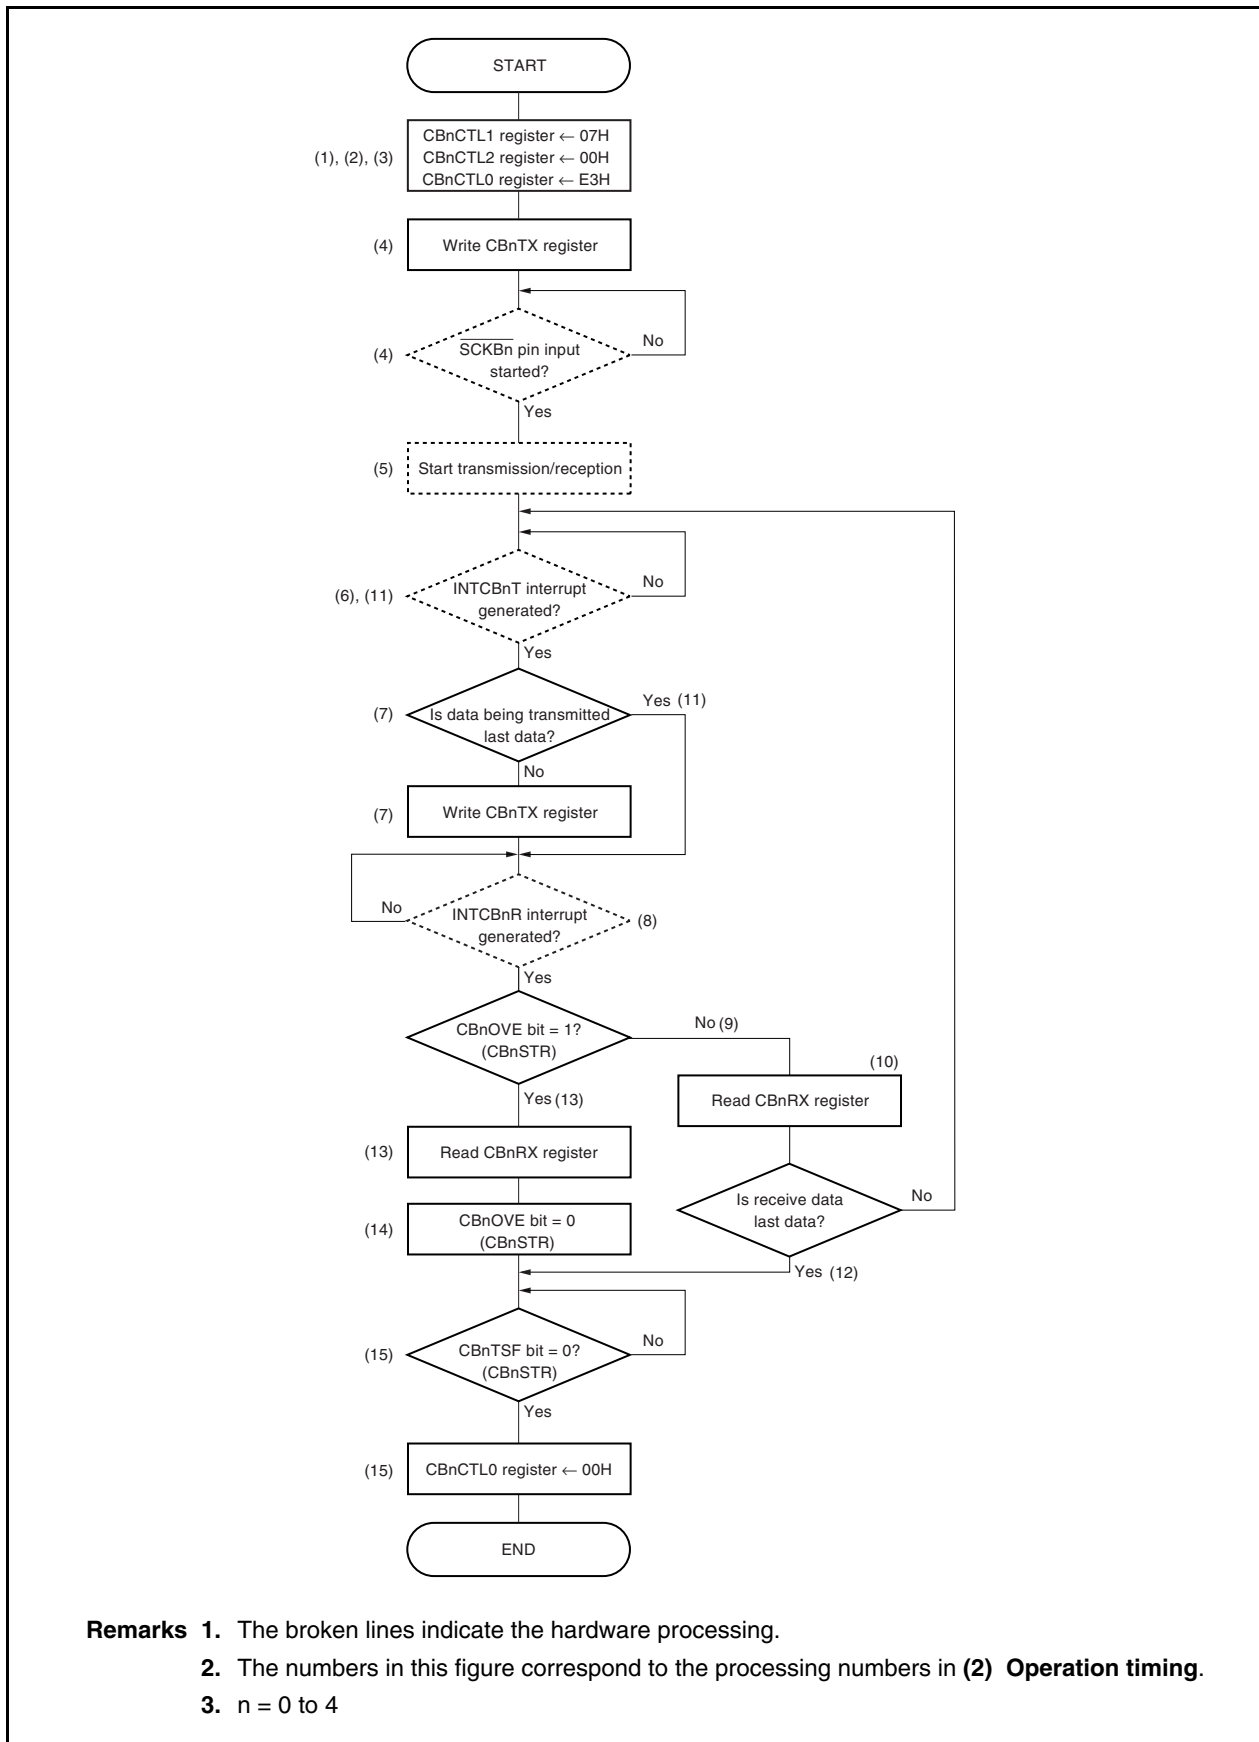 START
CBnCTL1 register ← 07H
(1), (2), (3)
CBnCTL2 register ← 00H
CBnCTL0 register ← E3H
(4)
Write CBnTX register
(4)
SCKBn pin input
started?
No
Yes
(5)
Start transmission/reception
(6), (11)
INTCBnT interrupt
generated?
No
Yes
(7)
Is data being transmitted
last data?
Yes (11)
No
(7)
Write CBnTX register
No
INTCBnR interrupt
generated?
(8)
Yes
CBnOVE bit = 1?
(CBnSTR)
No (9)
(10)
Read CBnRX register
Yes (13)
(13)
Read CBnRX register
Is receive data
last data?
No
(14)
CBnOVE bit = 0
(CBnSTR)
Yes (12)
(15)
CBnTSF bit = 0?
(CBnSTR)
No
Yes
(15)
CBnCTL0 register ← 00H
END
Remarks 1. The broken lines indicate the hardware processing.
2. The numbers in this figure correspond to the processing numbers in (2) Operation timing.
3. n = 0 to 4